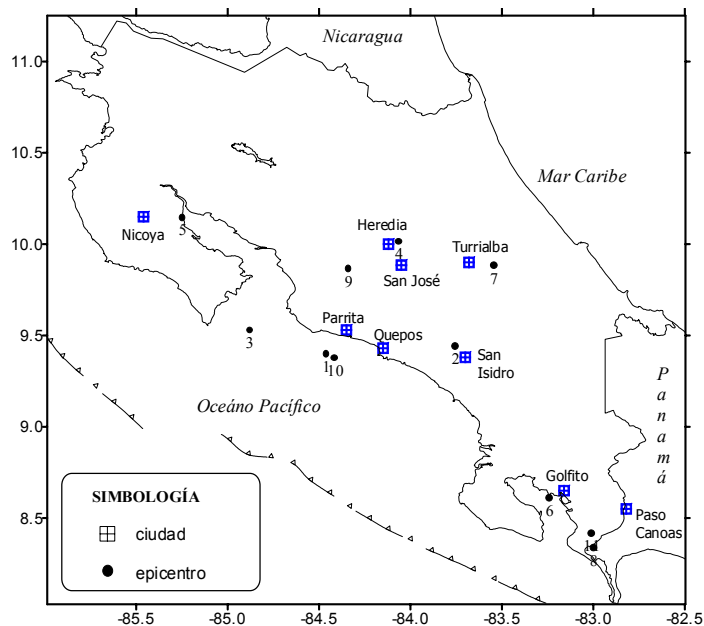 Nicaragua
11.0
10.5
Mar Caribe
Heredia
10.0
Nicoya
5
4
Turrialba
San José
9
7
Parrita
9.5
Quepos
3
2
San
Isidro
1
10
Oceáno Pacífico
9.0
P
a
n
a
m
á
Golfito
SIMBOLOGÍA
8.5
6
Paso
Canoas
ciudad
11
8
epicentro
-85.5
-85.0
-84.5
-84.0
-83.5
-83.0
-82.5